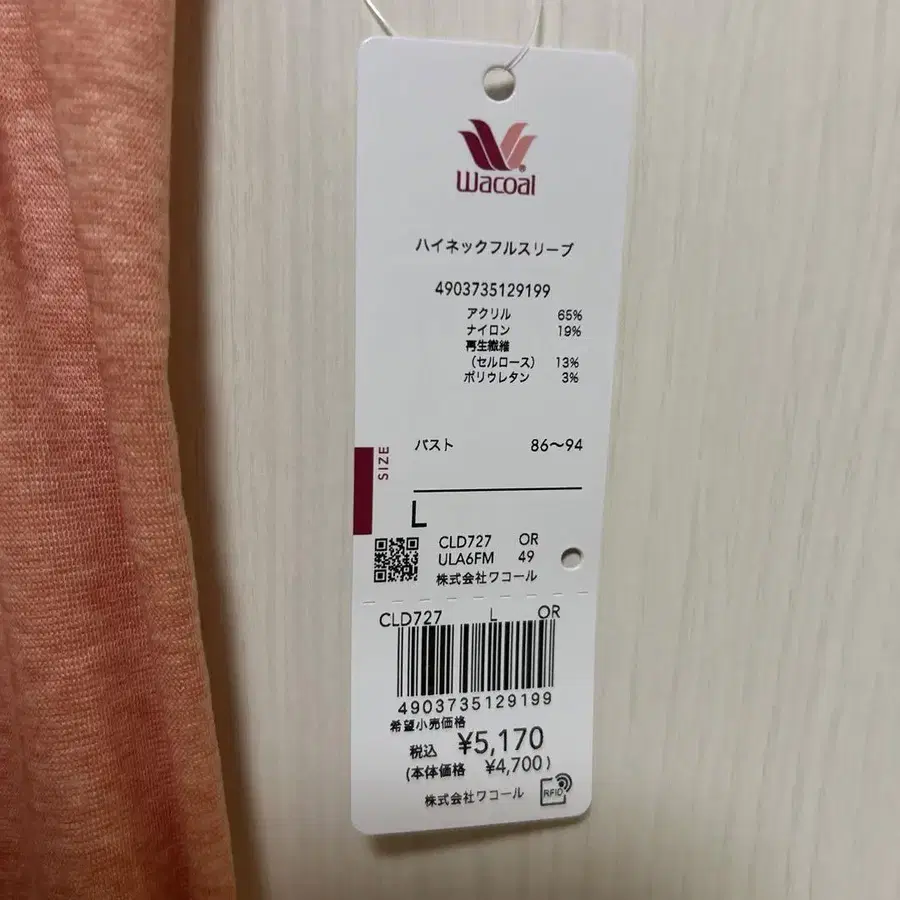 Wacoal
ハイネックフルスリーブ
4903735129199
アクリル 65%
ナイロン 19%
再生繊維
(セルロース) 13%
ポリウレタン 3%
バスト 86〜94
SIZE
L
CLD727 OR
ULA6FM 49
株式会社ワコール
CLD727 L OR
4903735129199
希望小売価格
税込 ¥5,170
(本体価格 ¥4,700)
株式会社ワコール
RFID